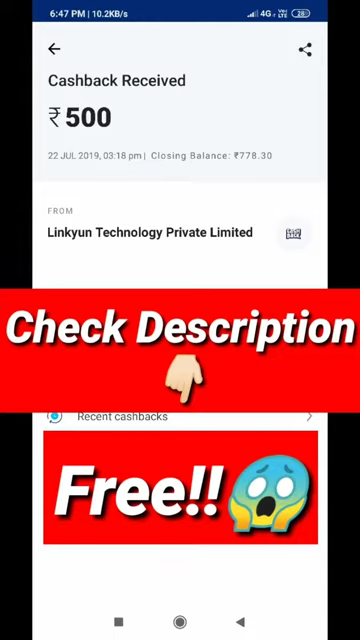 6:47 PM | 10.2KB/s
4G VoLTE 28
Cashback Received
₹500
22 JUL 2019, 03:18 pm | Closing Balance: ₹778.30
FROM
Linkyun Technology Private Limited
Check Description
Recent cashbacks
Free!!